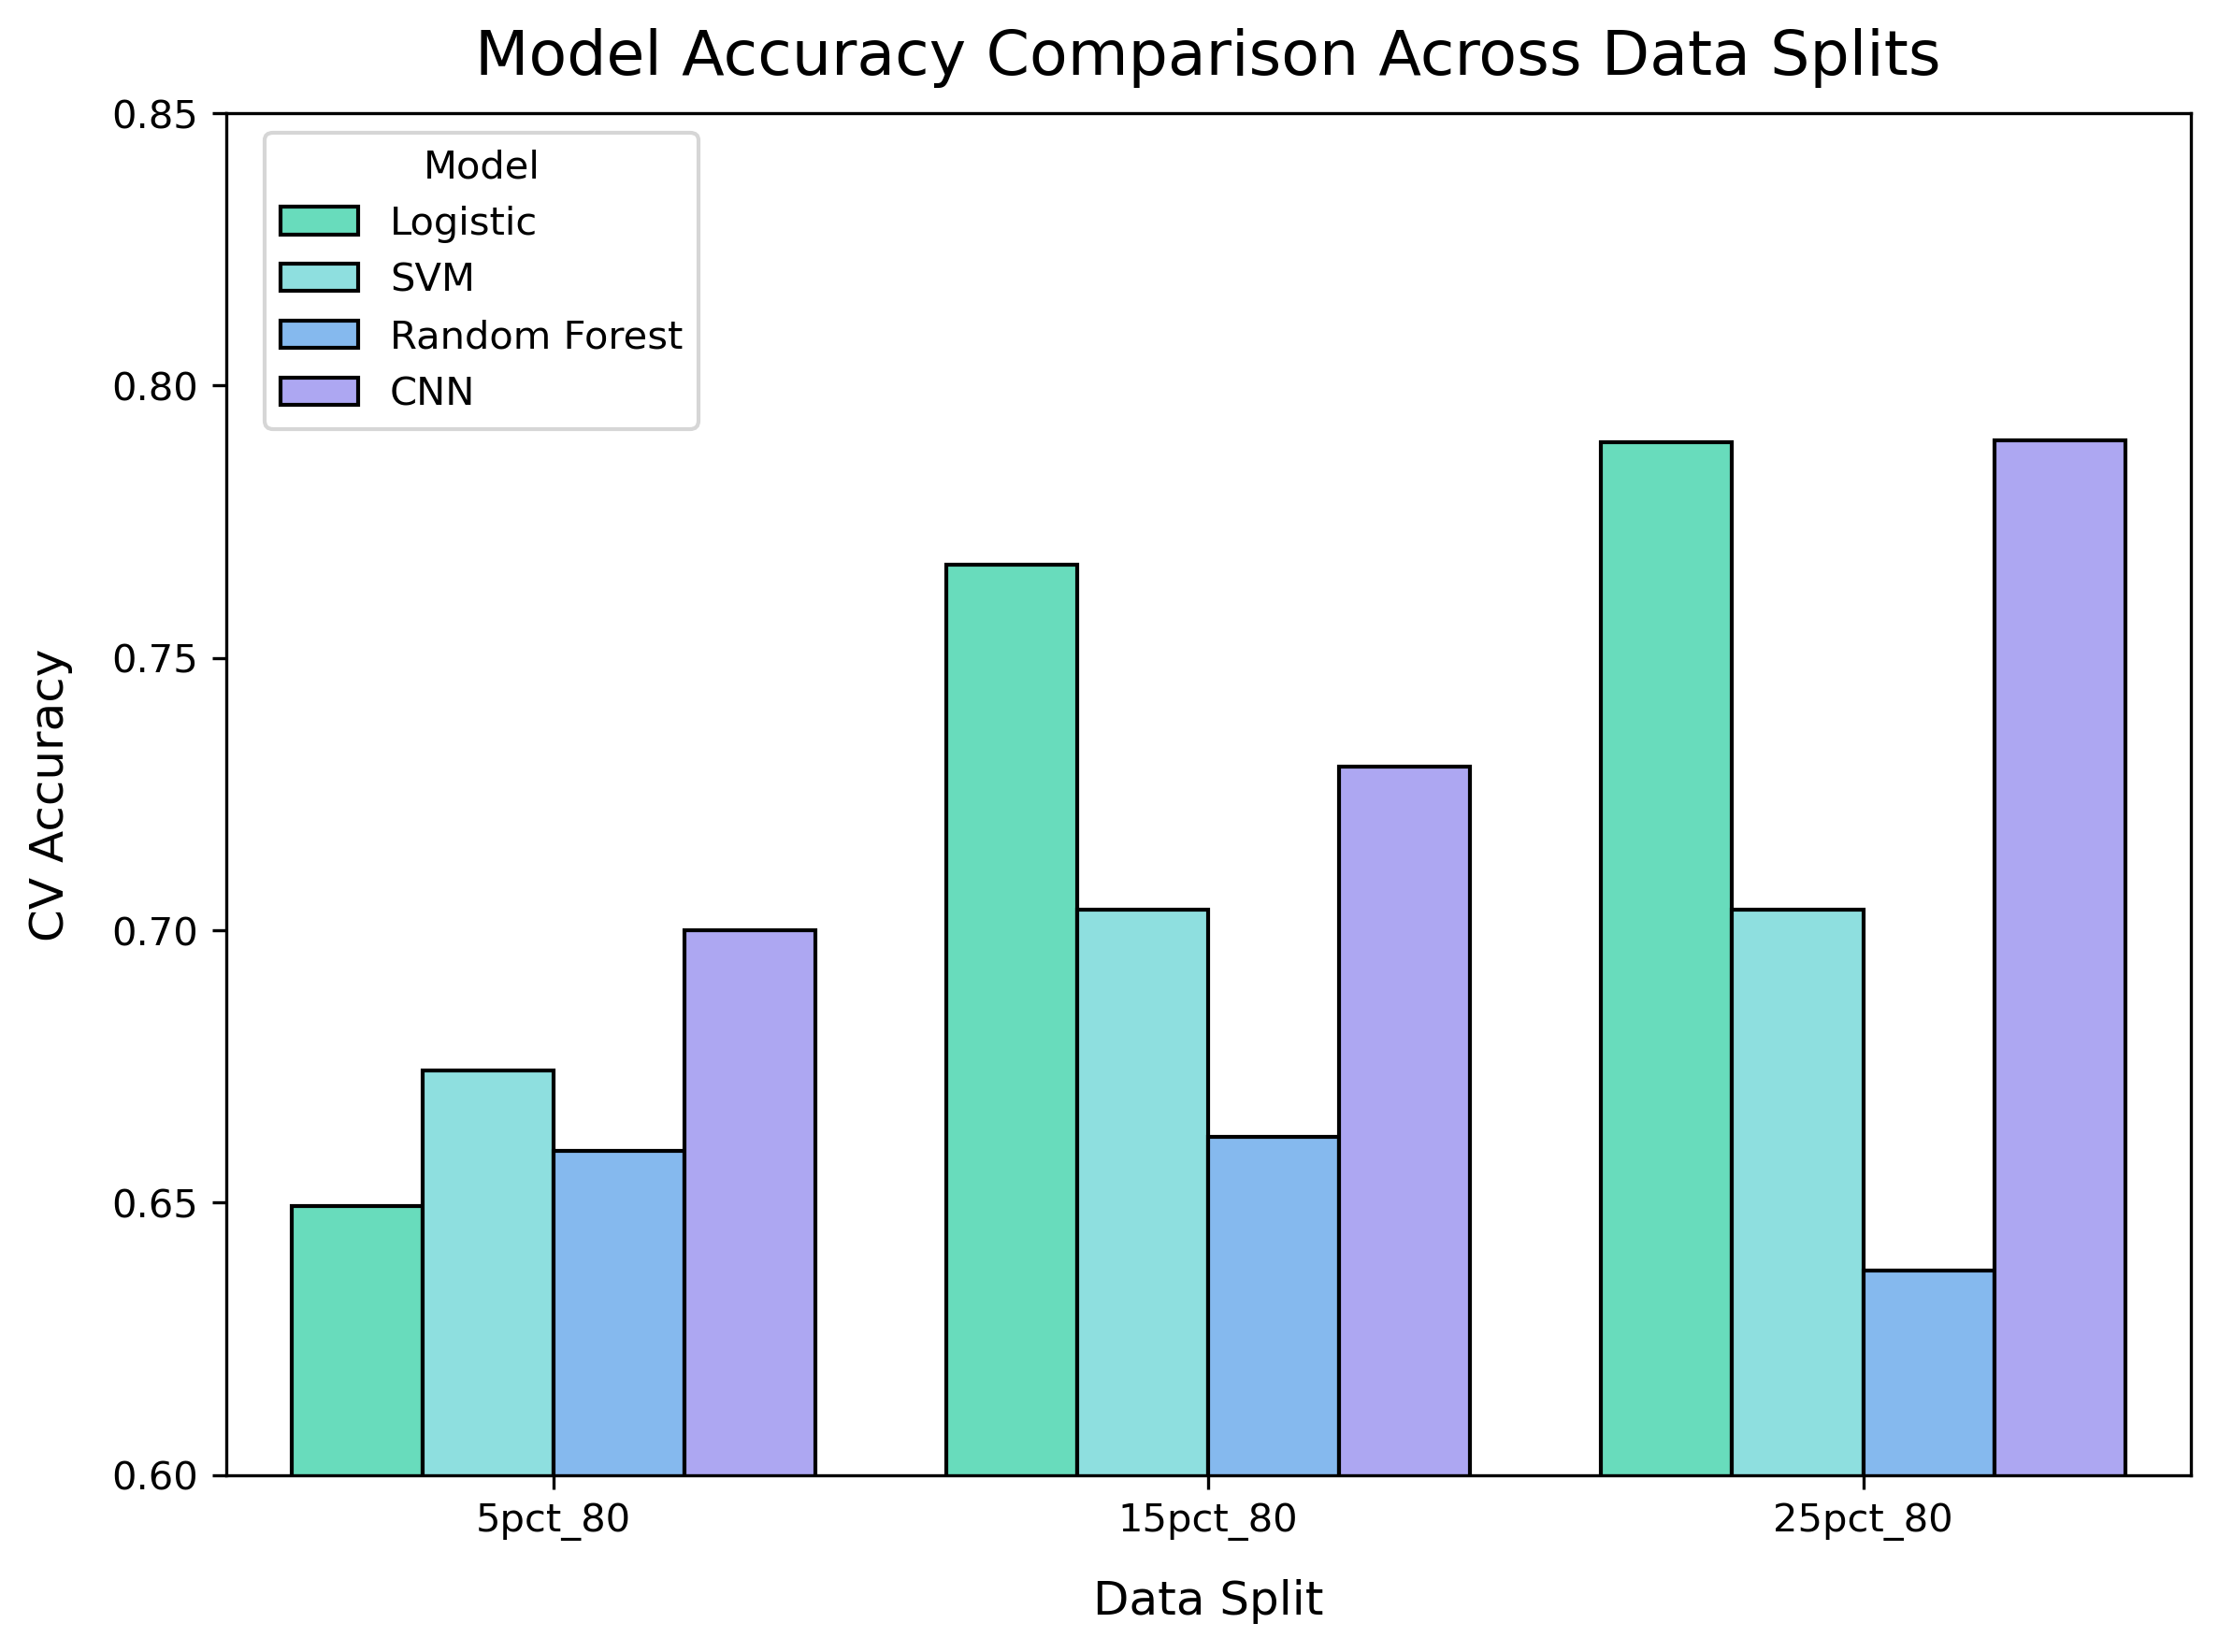 Model Accuracy Comparison Across Data Splits
0.85
0.80
0.75
0.70
0.65
0.60
CV Accuracy
Model
Logistic
SVM
Random Forest
CNN
5pct_80
15pct_80
25pct_80
Data Split